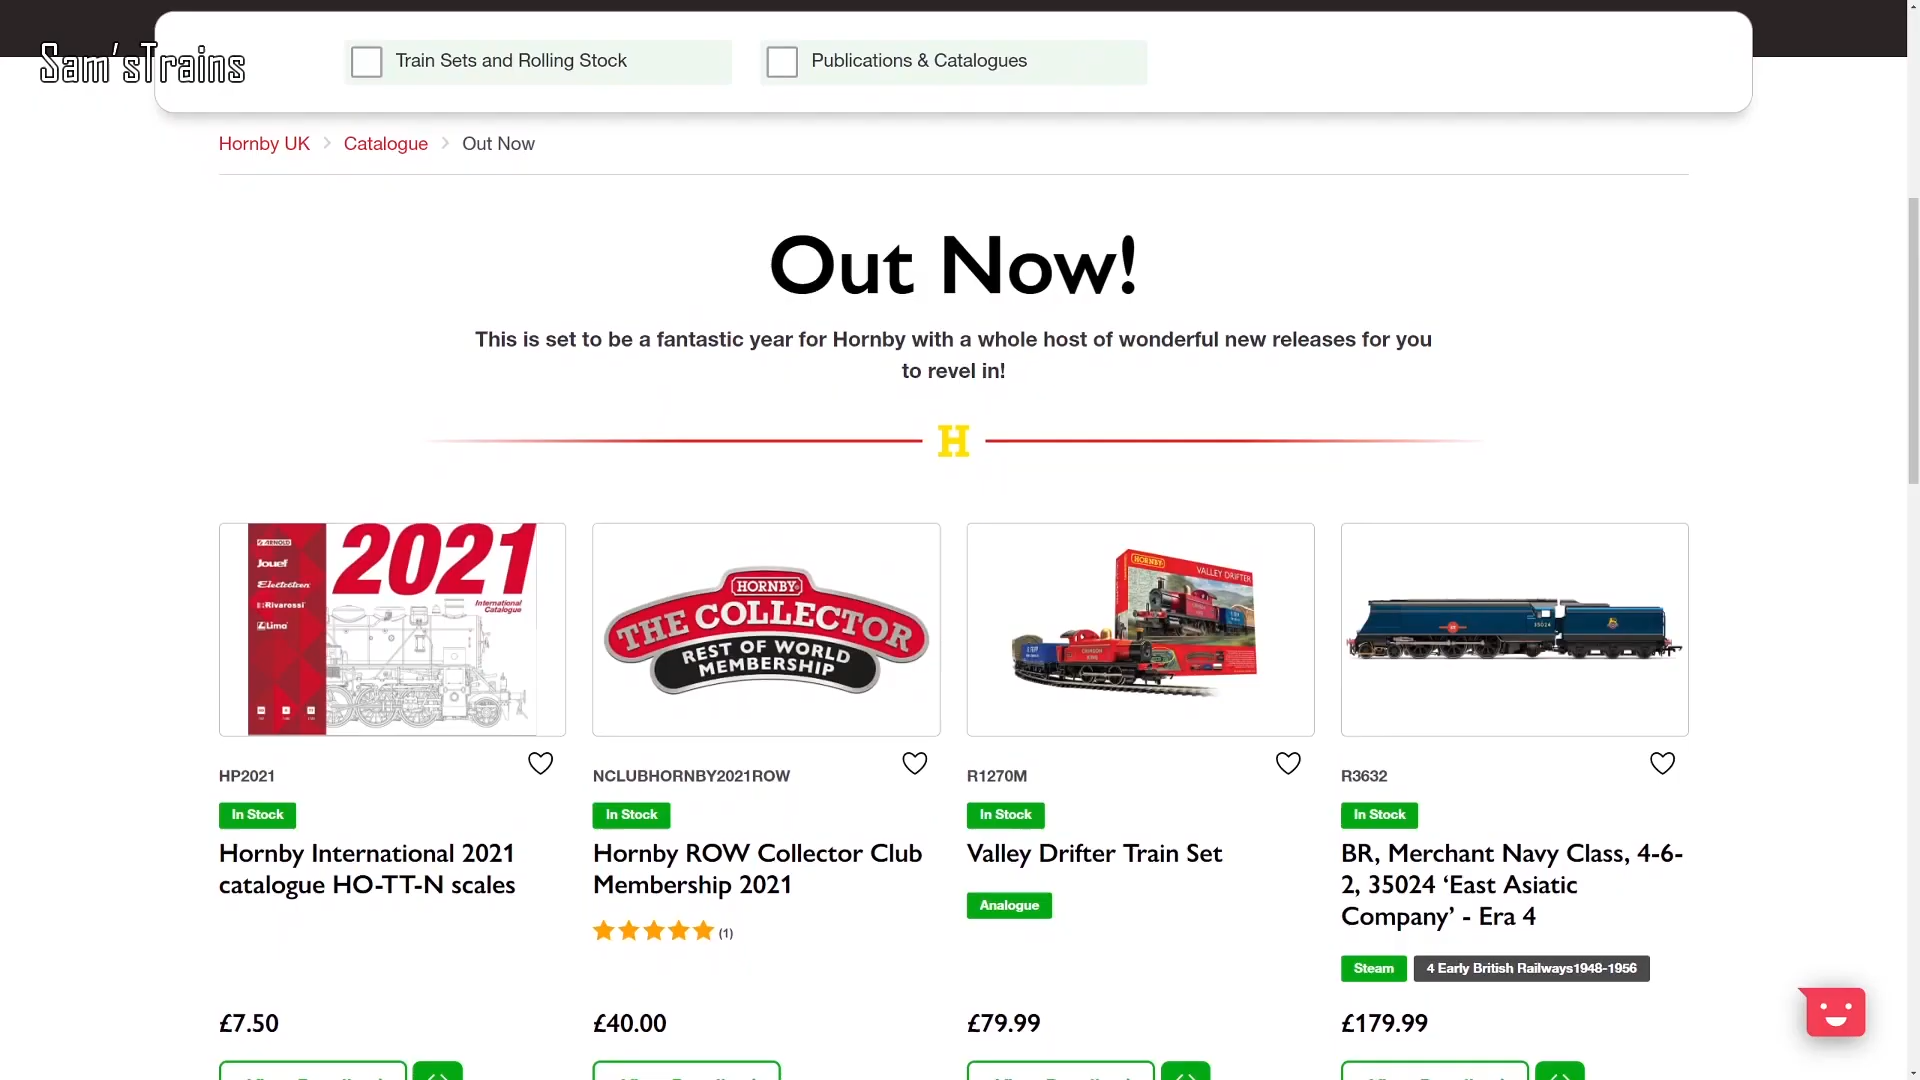 Sam'sTrains
Train Sets and Rolling Stock
Publications & Catalogues
Hornby UK
Catalogue
Out Now
Out Now!
This is set to be a fantastic year for Hornby with a whole host of wonderful new releases for you
to revel in!
H
ARNOLD
Jouef
Electrotren
Rivarossi
Lima
2021
International
Catalogue
HORNBY
THE COLLECTOR
REST OF WORLD
MEMBERSHIP
HORNBY
VALLEY DRIFTER
HP2021
In Stock
Hornby International 2021
catalogue HO-TT-N scales
£7.50
NCLUBHORNBY2021ROW
In Stock
Hornby ROW Collector Club
Membership 2021
(1)
£40.00
R1270M
In Stock
Valley Drifter Train Set
Analogue
£79.99
35024
R3632
In Stock
BR, Merchant Navy Class, 4-6-
2, 35024 ‘East Asiatic
Company’ - Era 4
Steam
4 Early British Railways1948-1956
£179.99